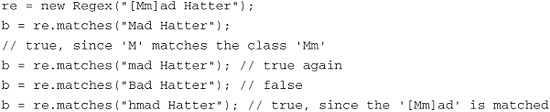 re = new Regex("[Mm]ad Hatter");
b = re.matches("Mad Hatter");
// true, since 'M' matches the class 'Mm'
b = re.matches("mad Hatter"); // true again
b = re.matches("Bad Hatter"); // false
b = re.matches("hmad Hatter"); // true, since the '[Mm]ad' is matched